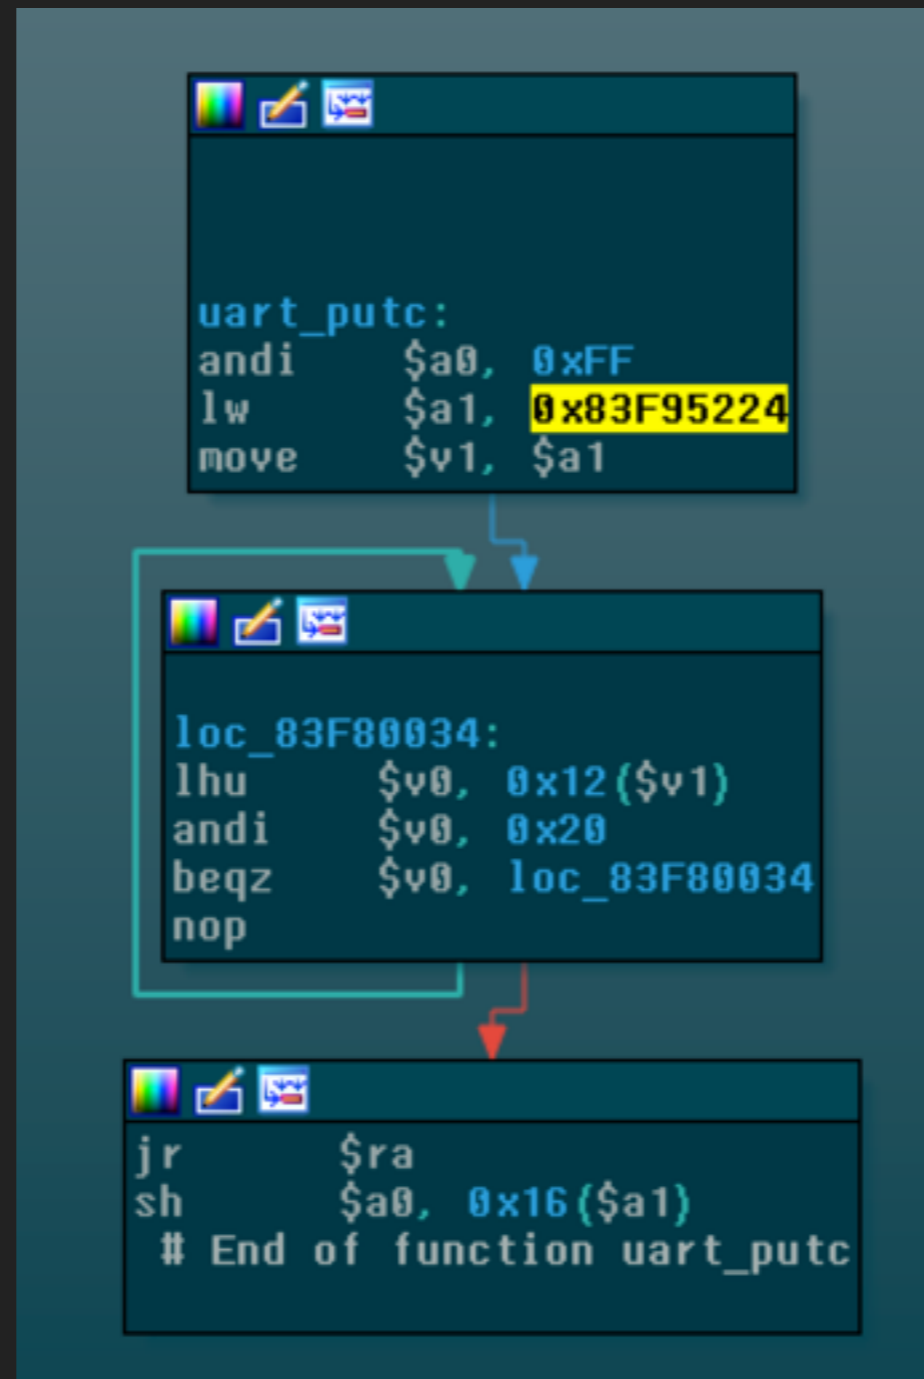 uart_putc:
andi $a0, 0xFF
lw $a1, 0x83F95224
move $v1, $a1
loc_83F80034:
lhu $v0, 0x12($v1)
andi $v0, 0x20
beqz $v0, loc_83F80034
nop
jr $ra
sh $a0, 0x16($a1)
# End of function uart_putc